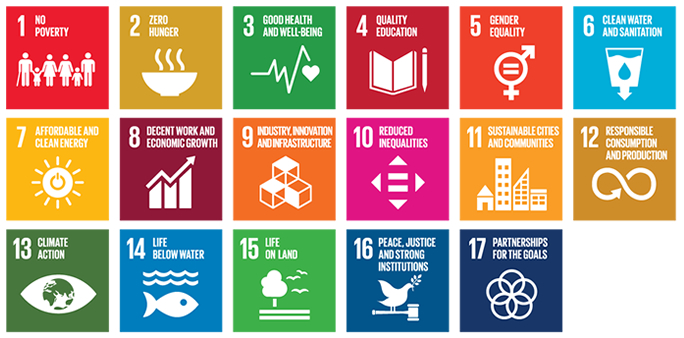 1 NO
POVERTY
2 ZERO
HUNGER
3 GOOD HEALTH
AND WELL-BEING
4 QUALITY
EDUCATION
5 GENDER
EQUALITY
6 CLEAN WATER
AND SANITATION
7 AFFORDABLE AND
CLEAN ENERGY
8 DECENT WORK AND
ECONOMIC GROWTH
9 INDUSTRY, INNOVATION
AND INFRASTRUCTURE
10 REDUCED
INEQUALITIES
11 SUSTAINABLE CITIES
AND COMMUNITIES
12 RESPONSIBLE
CONSUMPTION
AND PRODUCTION
13 CLIMATE
ACTION
14 LIFE
BELOW WATER
15 LIFE
ON LAND
16 PEACE, JUSTICE
AND STRONG
INSTITUTIONS
17 PARTNERSHIPS
FOR THE GOALS